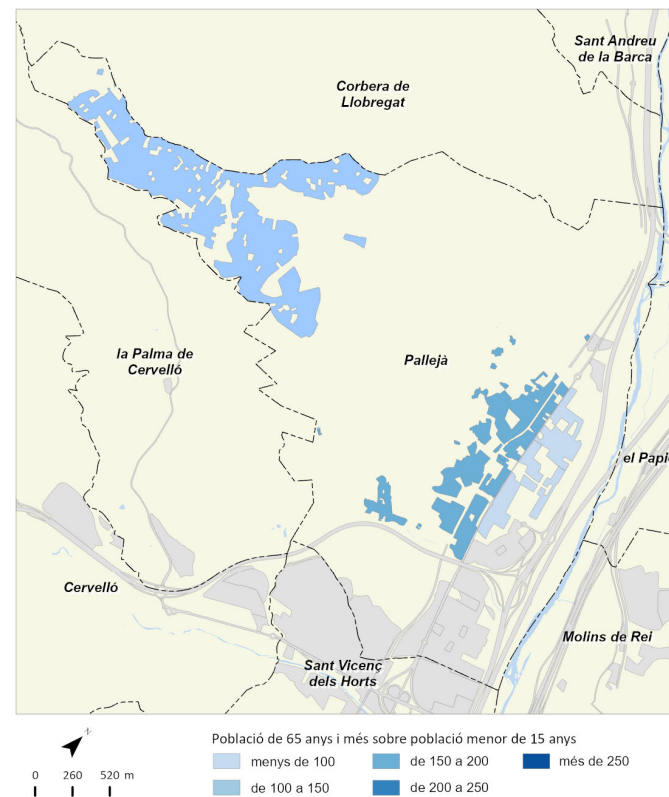 Sant Andreu
de la Barca
Corbera de
Llobregat
la Palma de
Cervelló
Pallejà
el Papiol
Cervelló
Molins de Rei
Sant Vicenç
dels Horts
N
0 260 520 m
Població de 65 anys i més sobre població menor de 15 anys
menys de 100
de 150 a 200
més de 250
de 100 a 150
de 200 a 250